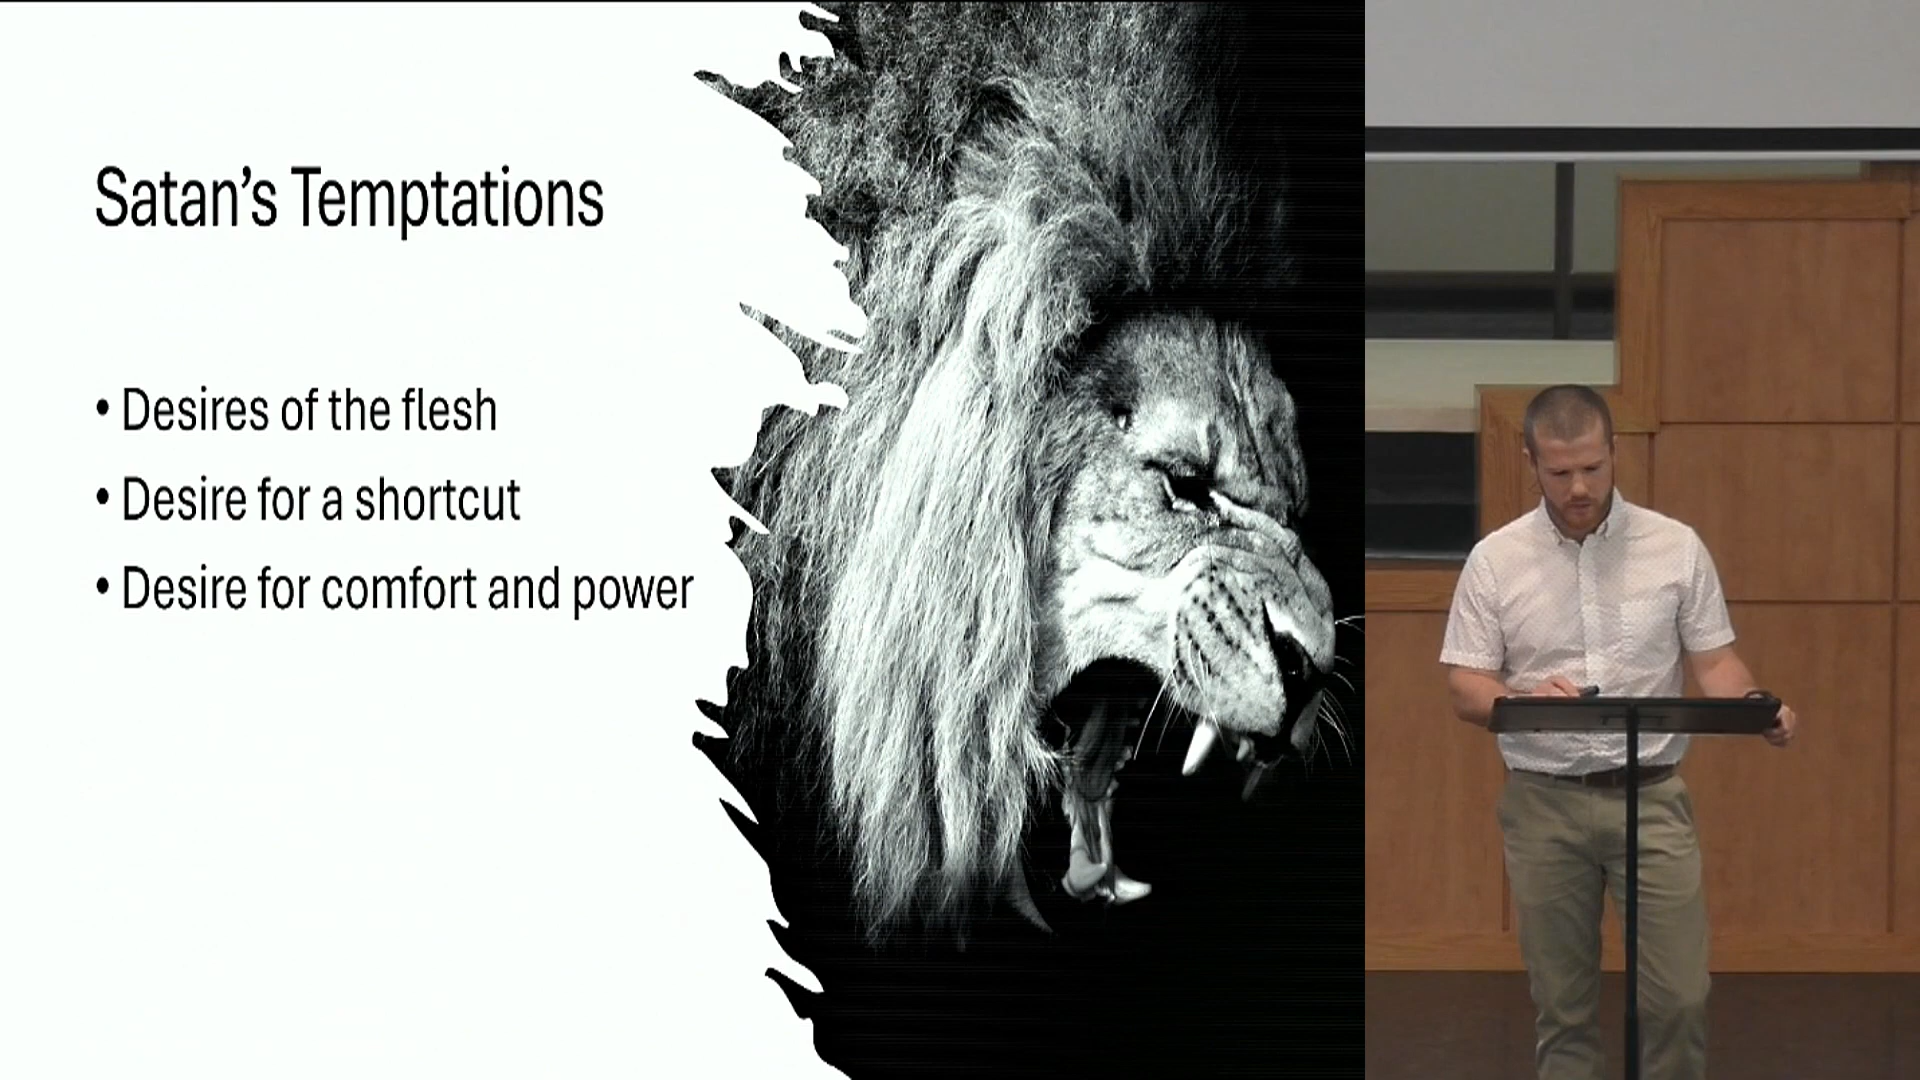 Satan’s Temptations
• Desires of the flesh
• Desire for a shortcut
• Desire for comfort and power